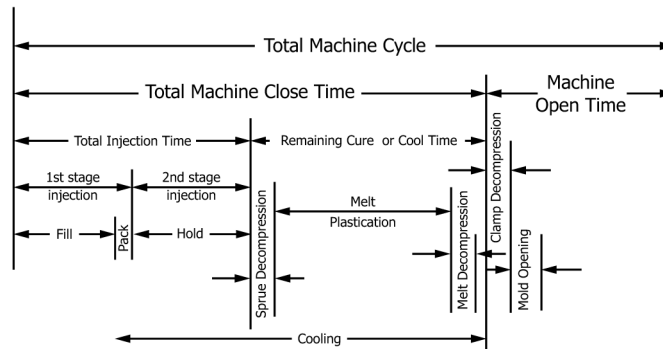 Total Machine Cycle
Total Machine Close Time
Machine
Open Time
Total Injection Time
Remaining Cure or Cool Time
1st stage
injection
2nd stage
injection
Fill
Pack
Hold
Sprue Decompression
Melt
Plastication
Melt Decompression
Clamp Decompression
Mold Opening
Cooling